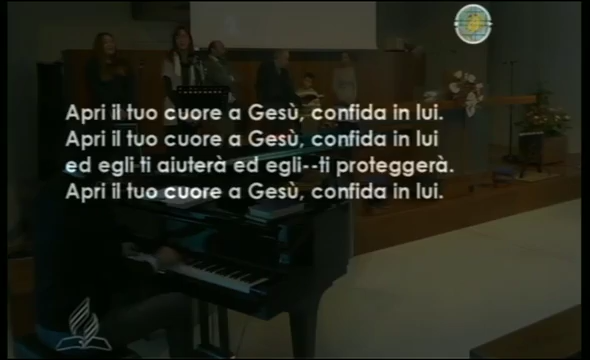 Apri il tuo cuore a Gesù, confida in lui.
Apri il tuo cuore a Gesù, confida in lui
ed egli ti aiuterà ed egli--ti proteggerà.
Apri il tuo cuore a Gesù, confida in lui.